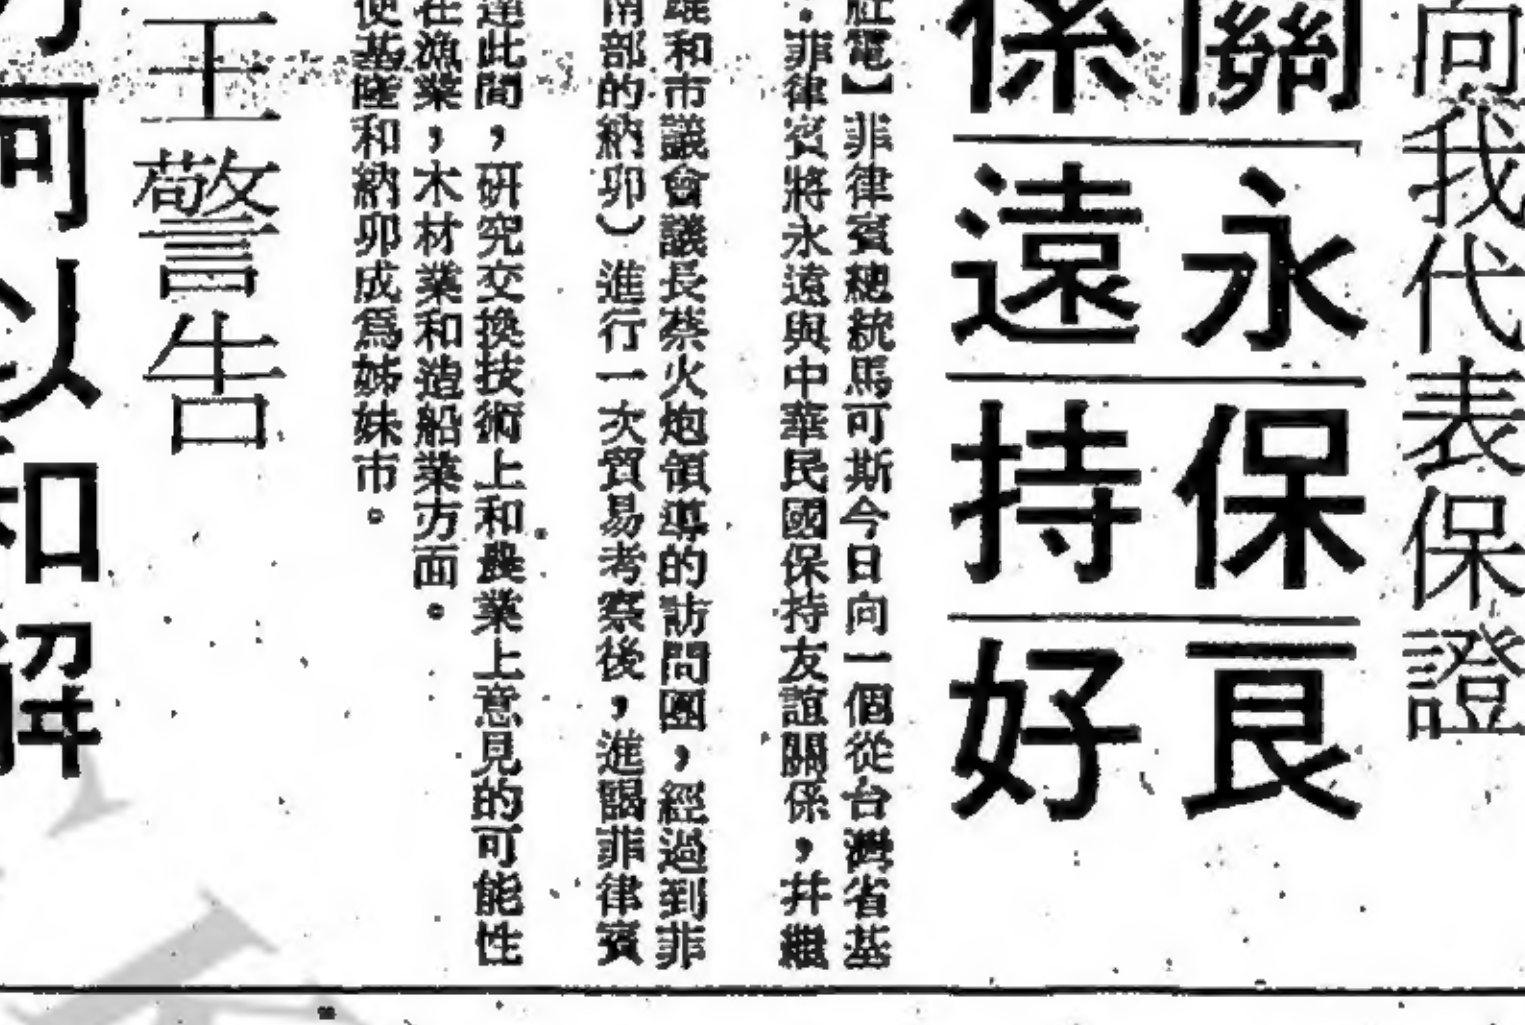 向我代表保證
關永保良
係遠持好
社電】菲律賓總統馬可斯今日向一個從台灣省基
．菲律賓將永遠與中華民國保持友誼關係，幷繼
雄和市議會議長蔡火炮領導的訪問團，經過到菲
南部的納卯）進行一次貿易考察後，進謁菲律賓
達此間，研究交換技術上和農業上意見的可能性
在漁業，木材業和造船業方面。
使基隆和納卯成爲姊妹市。
王警告
方可以和解